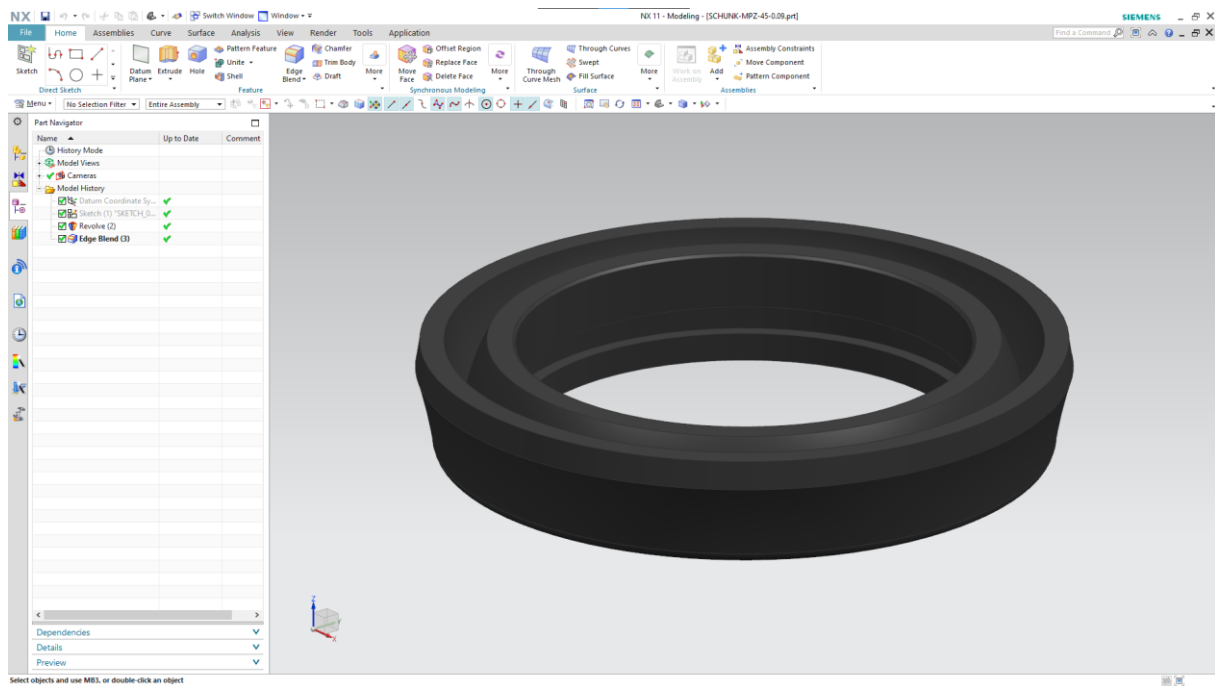 NX Switch Window Window NX 11 - Modeling - [SCHUNK-MPZ-45-0.09.prt] SIEMENS
File Home Assemblies Curve Surface Analysis View Render Tools Application Find a Command
Sketch Datum Plane Extrude Hole Pattern Feature Unite Shell Edge Blend Chamfer Trim Body Draft More Move Face Offset Region Replace Face Delete Face More Through Curve Mesh Through Curves Swept Fill Surface More Work on Assembly Add Assembly Constraints Move Component Pattern Component
Direct Sketch Feature Synchronous Modeling Surface Assemblies
Menu No Selection Filter Entire Assembly
Part Navigator
Name Up to Date Comment
History Mode
Model Views
Cameras
Model History
Datum Coordinate Sy...
Sketch (1) "SKETCH_0...
Revolve (2)
Edge Blend (3)
Z
Y
X
Dependencies
Details
Preview
Select objects and use MB3, or double-click an object